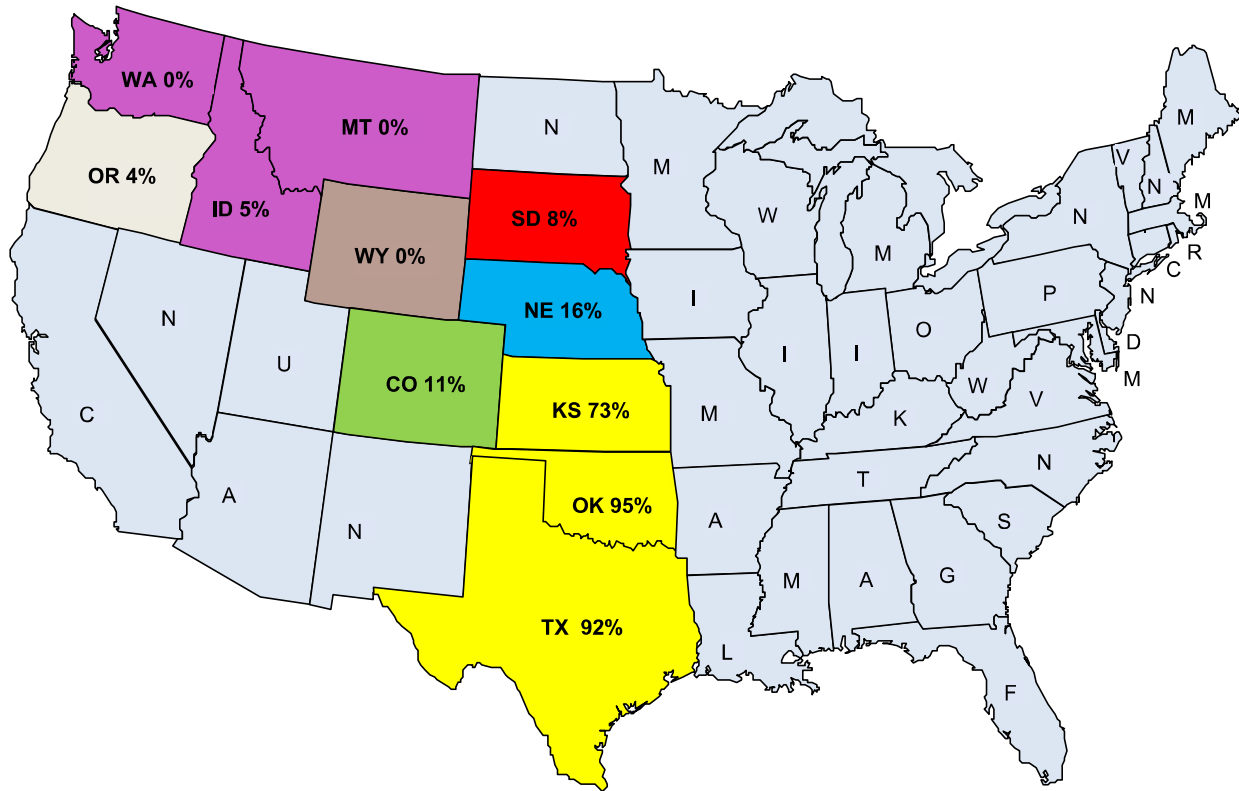 WA 0%
MT 0%
N
M
M
OR 4%
V
N
ID 5%
SD 8%
W
N
M
WY 0%
M
R
C
N
NE 16%
I
P
N
U
I
I
O
D
M
CO 11%
W
V
C
KS 73%
M
K
A
T
N
OK 95%
N
A
S
M
A
G
TX 92%
L
F